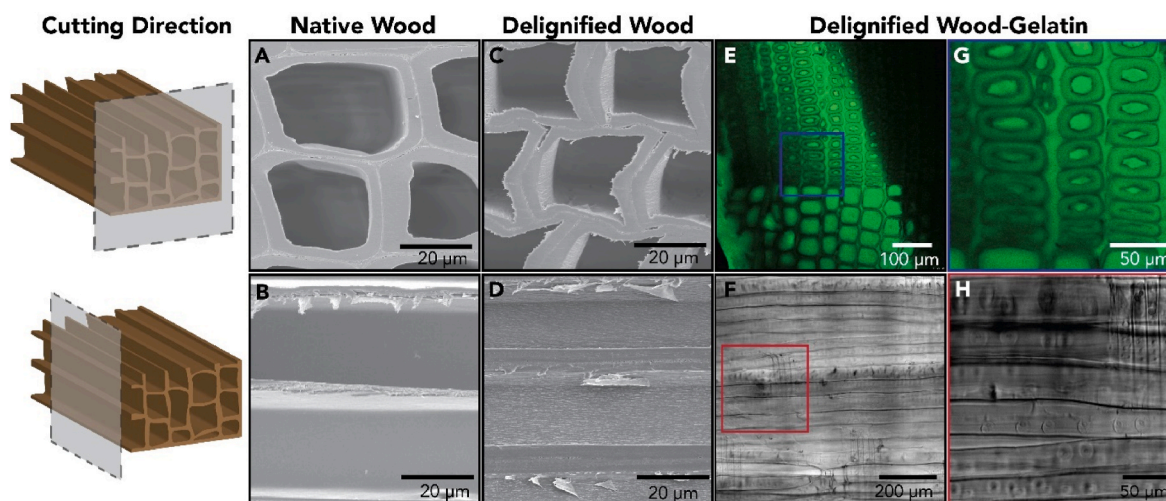 Cutting Direction Native Wood Delignified Wood Delignified Wood-Gelatin
A C E G
20 µm 20 µm 100 µm 50 µm
B D F H
20 µm 20 µm 200 µm 50 µm